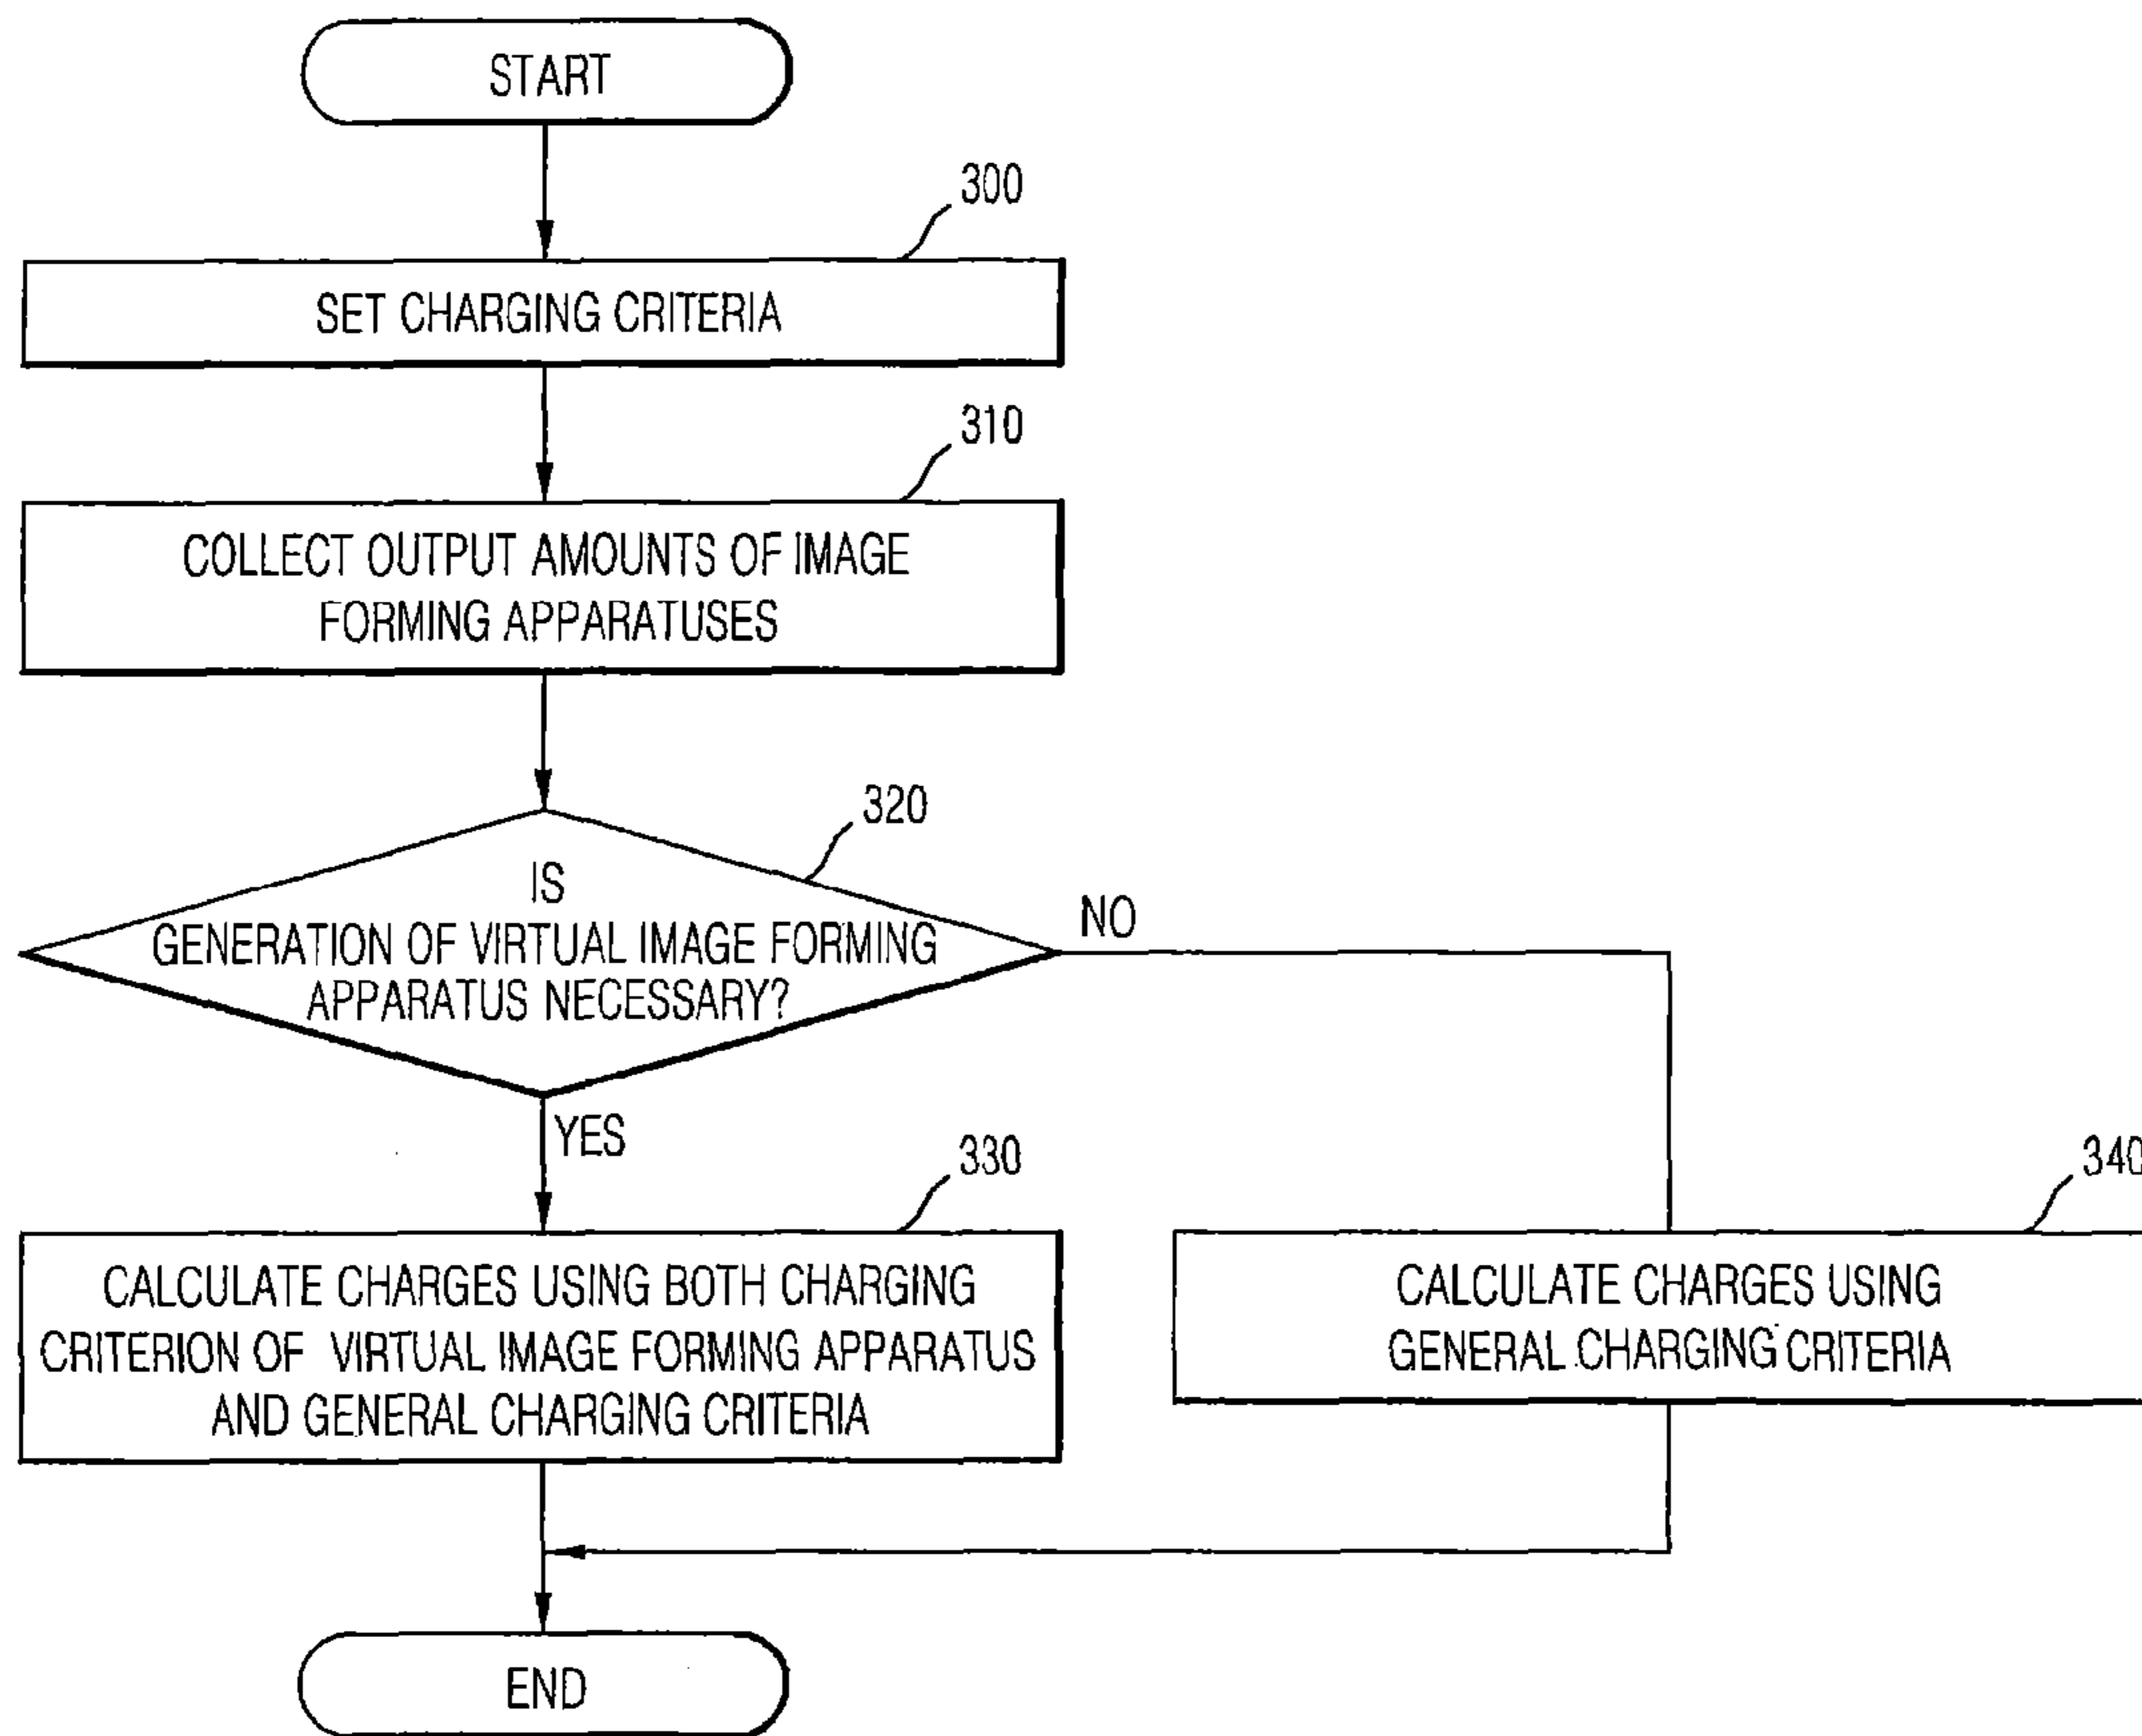 START
300
SET CHARGING CRITERIA
310
COLLECT OUTPUT AMOUNTS OF IMAGE
FORMING APPARATUSES
320
IS
GENERATION OF VIRTUAL IMAGE FORMING
APPARATUS NECESSARY?
NO
YES
330
CALCULATE CHARGES USING BOTH CHARGING
CRITERION OF VIRTUAL IMAGE FORMING APPARATUS
AND GENERAL CHARGING CRITERIA
340
CALCULATE CHARGES USING
GENERAL CHARGING CRITERIA
END